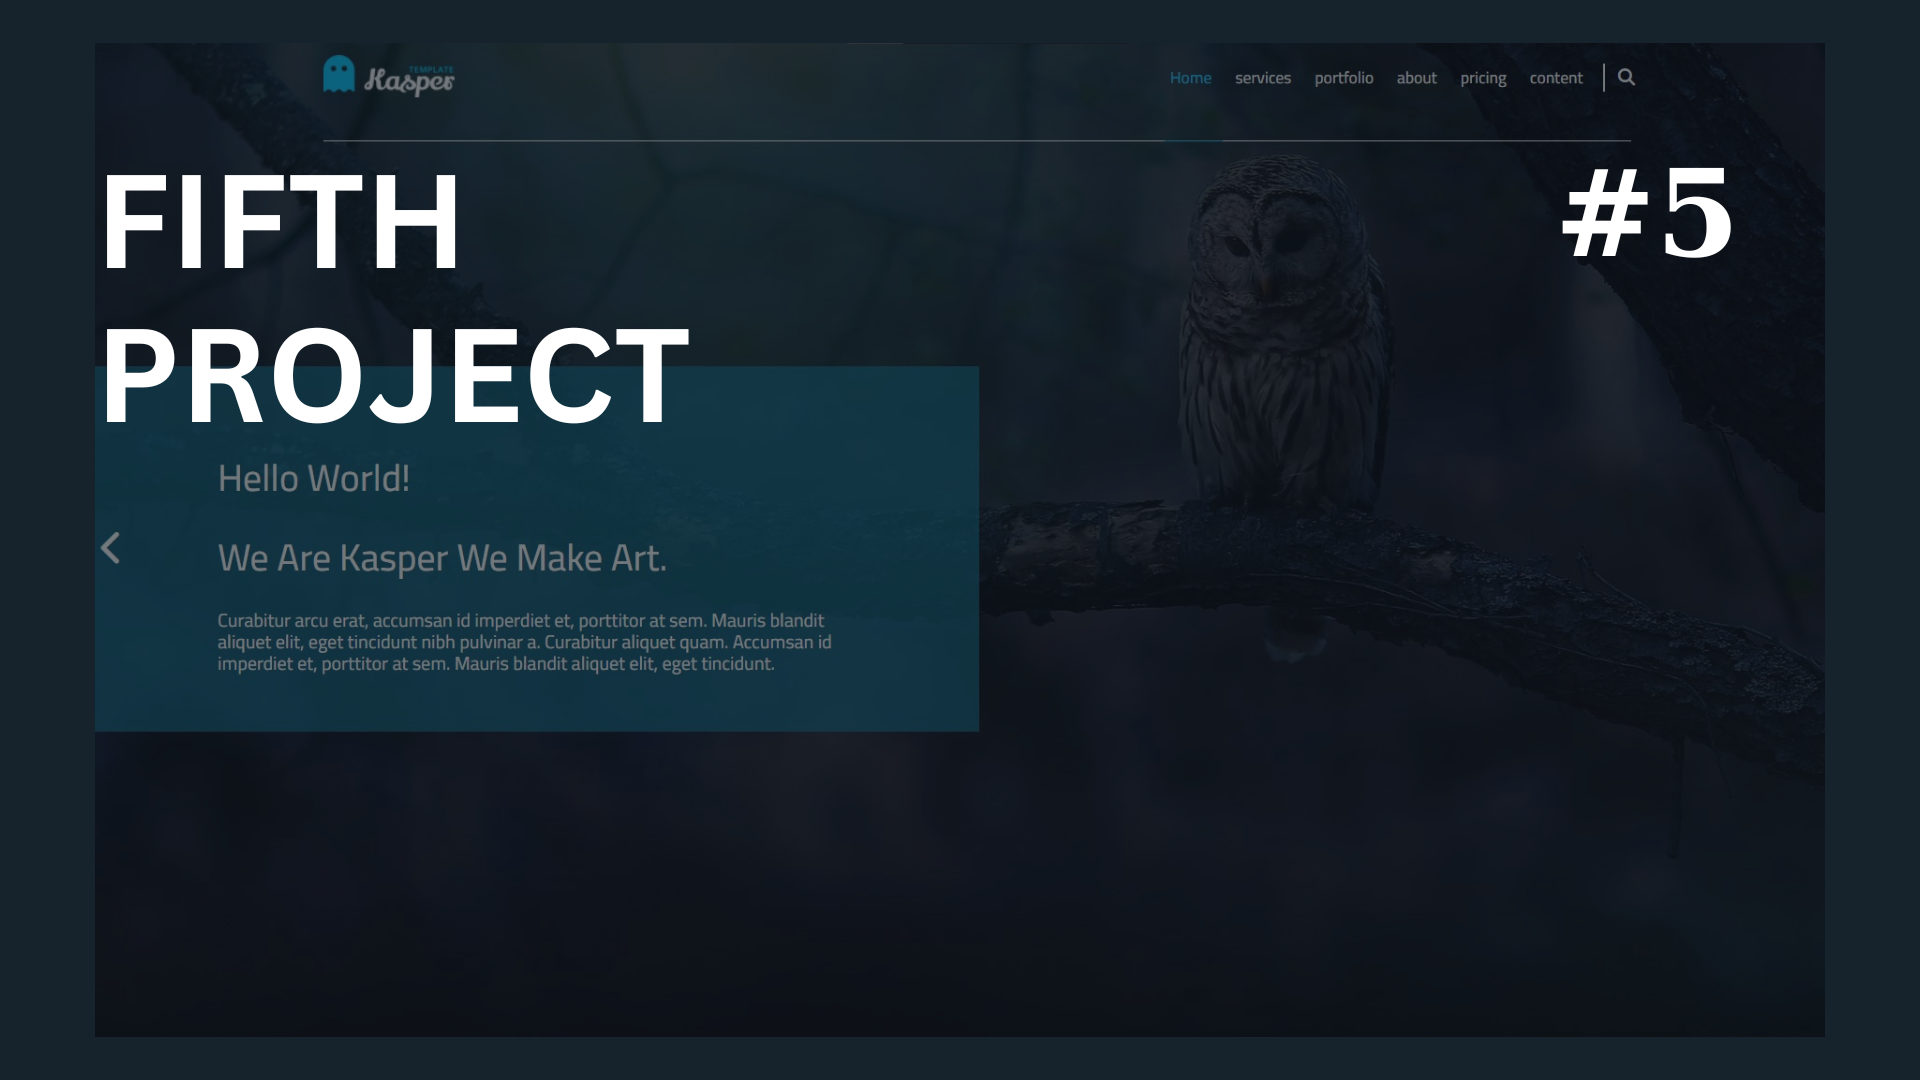 TEMPLATE
Kasper
Home services portfolio about pricing content
FIFTH
PROJECT
#5
Hello World!
We Are Kasper We Make Art.
Curabitur arcu erat, accumsan id imperdiet et, porttitor at sem. Mauris blandit
aliquet elit, eget tincidunt nibh pulvinar a. Curabitur aliquet quam. Accumsan id
imperdiet et, porttitor at sem. Mauris blandit aliquet elit, eget tincidunt.